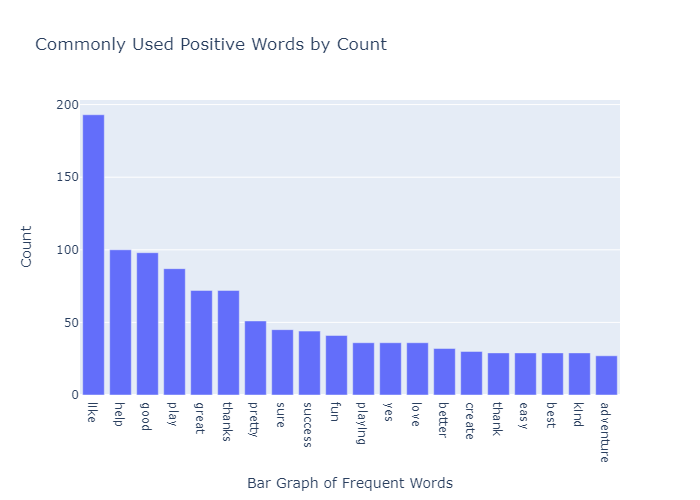 Commonly Used Positive Words by Count
200
150
100
50
0
Count
like
help
good
play
great
thanks
pretty
sure
success
fun
playing
yes
love
better
create
thank
easy
best
kind
adventure
Bar Graph of Frequent Words